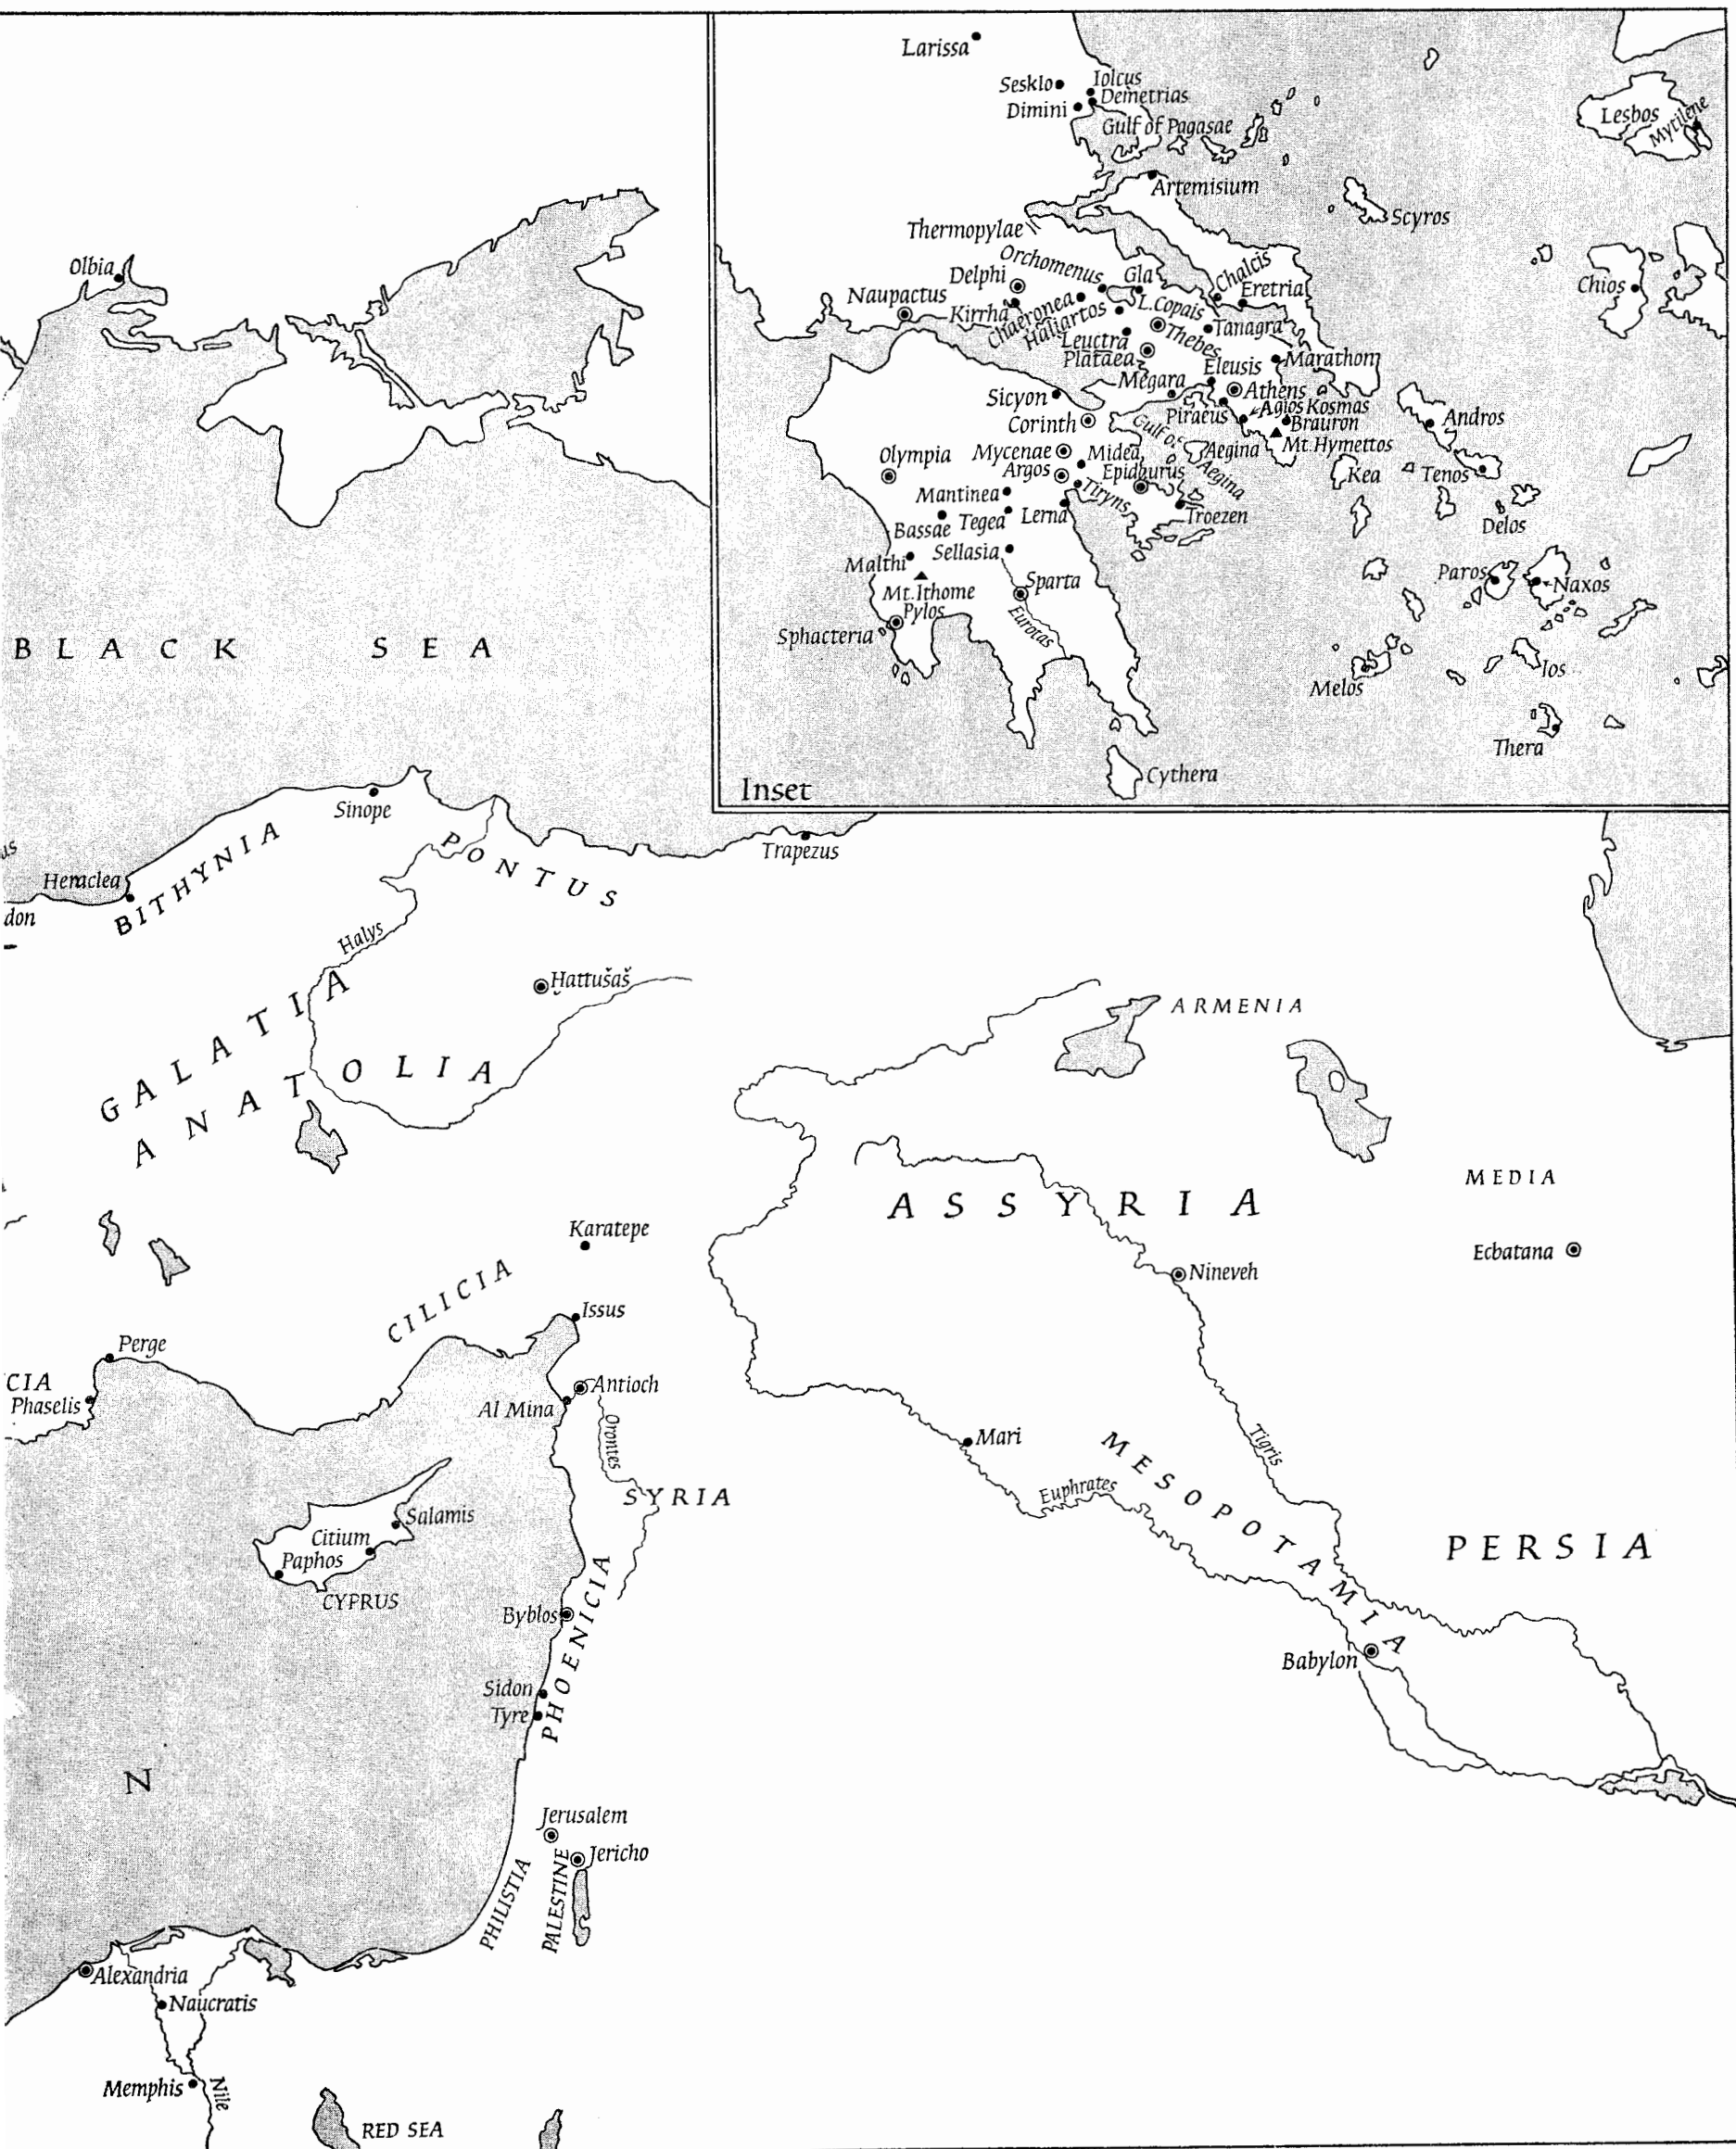 Larissa
Sesklo
Iolcus
Demetrias
Dimini
Gulf of Pagasae
Lesbos
Mytilene
Artemisium
Scyros
Thermopylae
Orchomenus
Delphi
Gla
Chalcis
Eretria
Chios
Naupactus
Kirrha
Chaeronea
Haliartos
L. Copais
Tanagra
Leuctra
Thebes
Plataea
Marathon
Eleusis
Megara
Athens
Sicyon
Piraeus
Agios Kosmas
Brauron
Andros
Corinth
Gulf of Aegina
Aegina
Mt. Hymettos
Olympia
Mycenae
Midea
Argos
Epidaurus
Kea
Tenos
Mantinea
Tiryns
Bassae
Tegea
Lerna
Troezen
Delos
Malthi
Sellasia
Mt. Ithome
Sparta
Paros
Naxos
Pylos
Eurotas
Sphacteria
Ios
Melos
Thera
Cythera
Inset
Olbia
BLACK SEA
Sinope
us
BITHYNIA
PONTUS
Trapezus
Heraclea
don
Halys
Ḫattušaš
GALATIA
ANATOLIA
ARMENIA
ASSYRIA
MEDIA
Karatepe
Ecbatana
Nineveh
CILICIA
Issus
Perge
CIA
Phaselis
Antioch
Al Mina
Orontes
Mari
MESOPOTAMIA
Tigris
Euphrates
SYRIA
Salamis
Citium
Paphos
CYPRUS
PERSIA
Byblos
PHOENICIA
Babylon
Sidon
Tyre
N
Jerusalem
Jericho
PHILISTIA
PALESTINE
Alexandria
Naucratis
Memphis
Nile
RED SEA